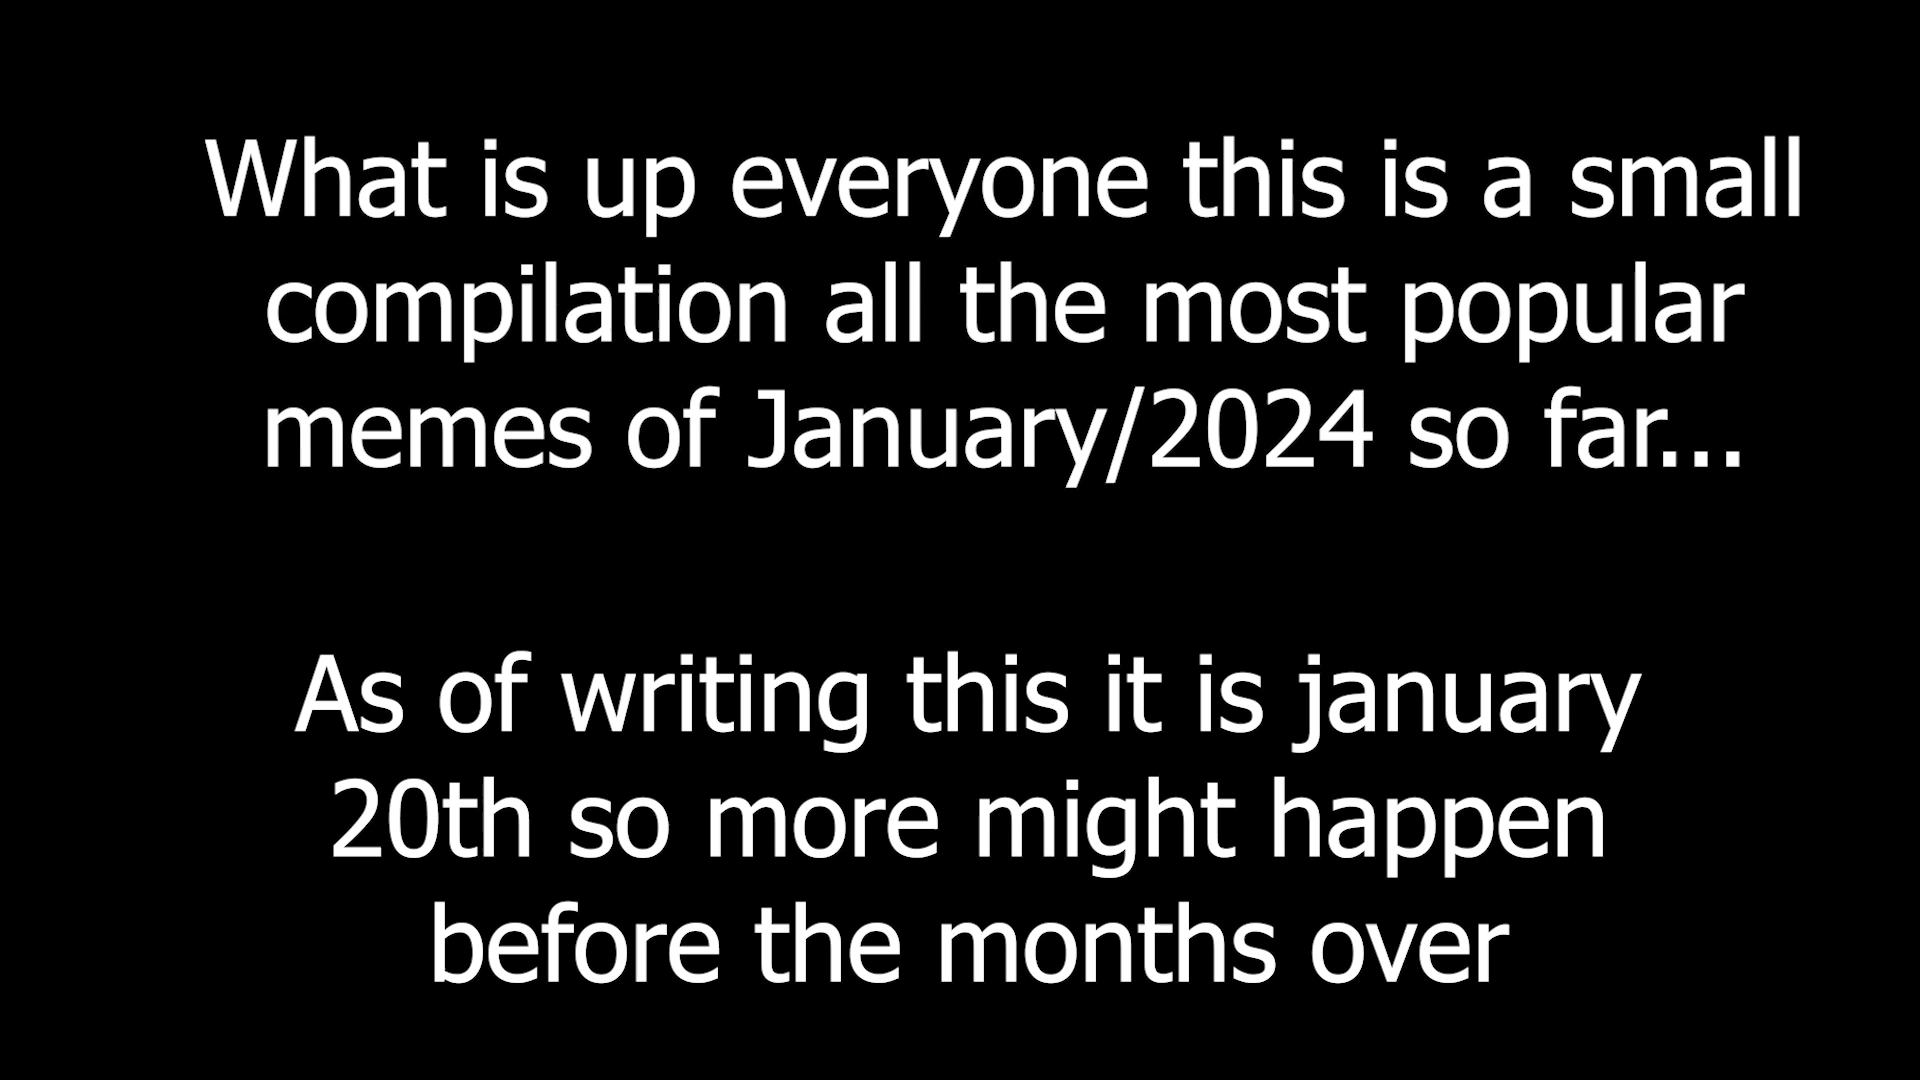 What is up everyone this is a small
compilation all the most popular
memes of January/2024 so far...
As of writing this it is january
20th so more might happen
before the months over